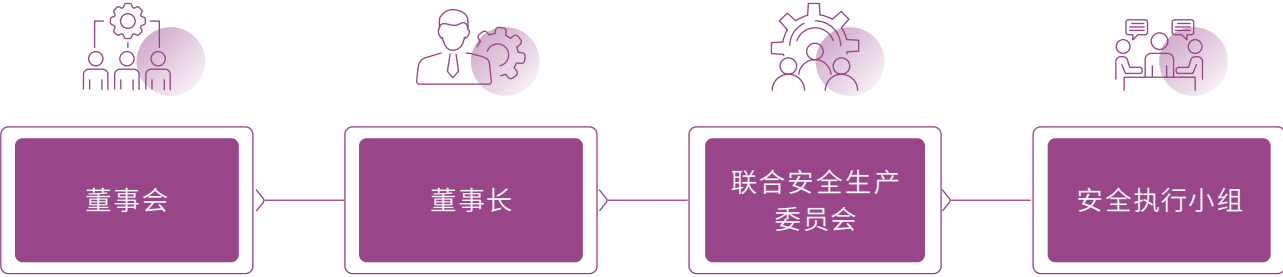 董事会
董事长
联合安全生产
委员会
安全执行小组